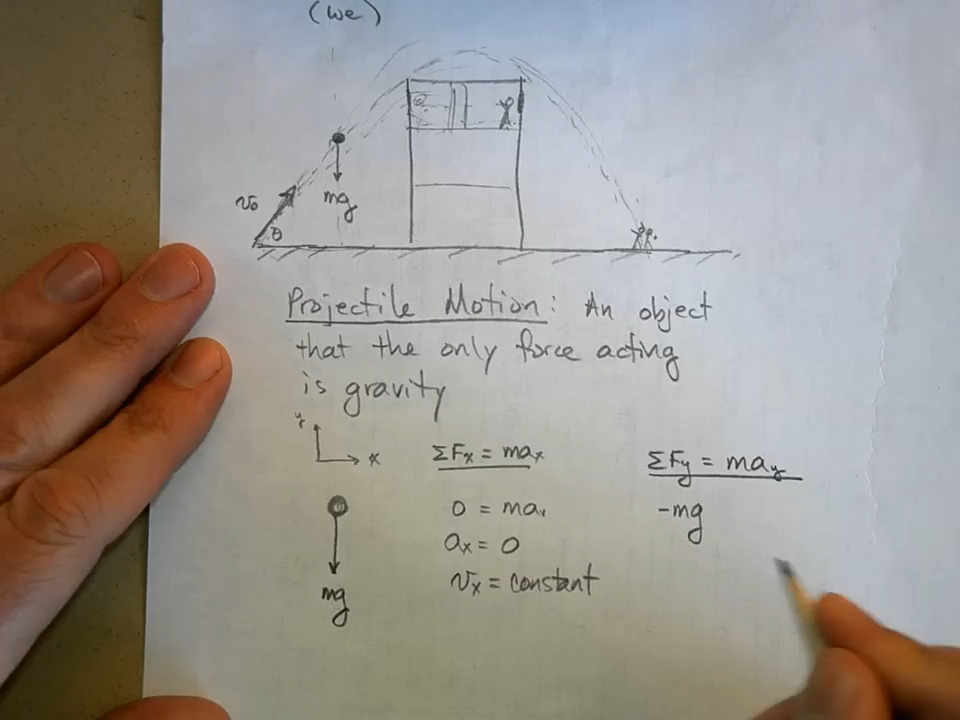 (We)
v₀
θ
mg
Projectile Motion: An object
that the only force acting
is gravity
y
x
mg
ΣFx = max
0 = max
ax = 0
vx = constant
ΣFy = may
-mg